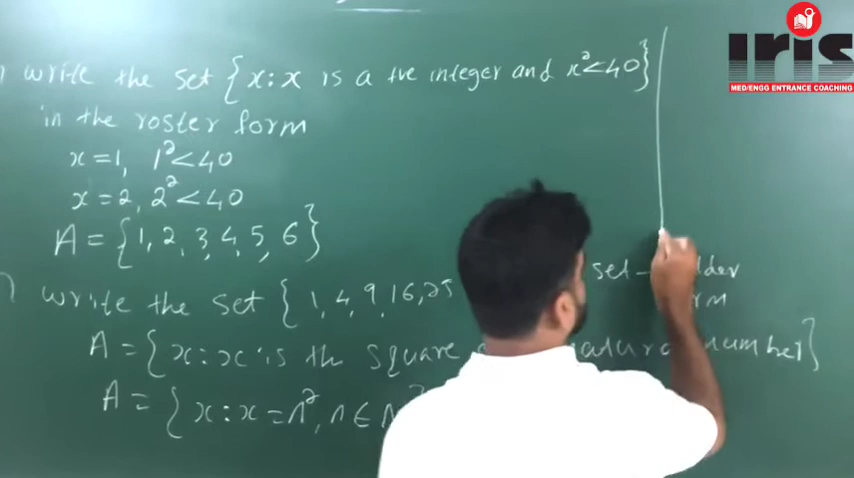 write the set {x:x is a +ve integer and x²<40}
in the roster form
x=1, 1²<40
x=2, 2²<40
A={1,2,3,4,5,6}
write the set {1,4,9,16,25 set-
A={x:x is the square number}
A={x:x=n², n∈N
IRIS
MED/ENGG ENTRANCE COACHING